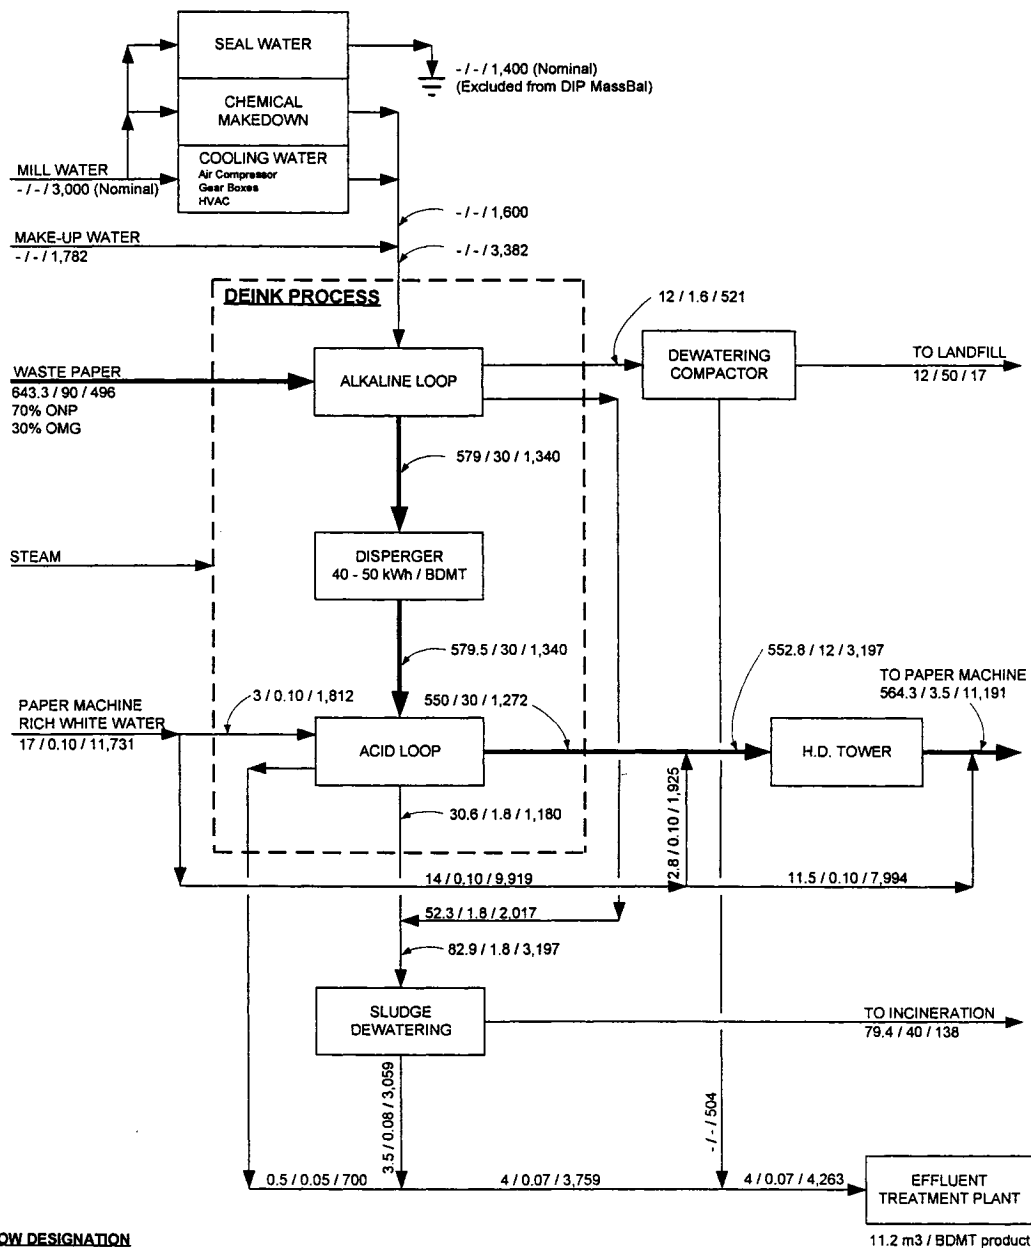 SEAL WATER
- / - / 1,400 (Nominal)
(Excluded from DIP MassBal)
CHEMICAL
MAKEDOWN
COOLING WATER
Air Compressor
Gear Boxes
HVAC
MILL WATER
- / - / 3,000 (Nominal)
- / - / 1,600
MAKE-UP WATER
- / - / 1,782
- / - / 3,382
DEINK PROCESS
12 / 1.6 / 521
WASTE PAPER
643.3 / 90 / 496
70% ONP
30% OMG
ALKALINE LOOP
DEWATERING
COMPACTOR
TO LANDFILL
12 / 50 / 17
579 / 30 / 1,340
STEAM
DISPERGER
40 - 50 kWh / BDMT
579.5 / 30 / 1,340
552.8 / 12 / 3,197
PAPER MACHINE
RICH WHITE WATER
17 / 0.10 / 11,731
3 / 0.10 / 1,812
ACID LOOP
550 / 30 / 1,272
H.D. TOWER
TO PAPER MACHINE
564.3 / 3.5 / 11,191
30.6 / 1.8 / 1,180
2.8 / 0.10 / 1,925
14 / 0.10 / 9,919
11.5 / 0.10 / 7,994
52.3 / 1.8 / 2,017
82.9 / 1.8 / 3,197
SLUDGE
DEWATERING
TO INCINERATION
79.4 / 40 / 138
3.5 / 0.08 / 3,059
- / - / 504
0.5 / 0.05 / 700
4 / 0.07 / 3,759
4 / 0.07 / 4,263
EFFLUENT
TREATMENT PLANT
11.2 m3 / BDMT product
OW DESIGNATION